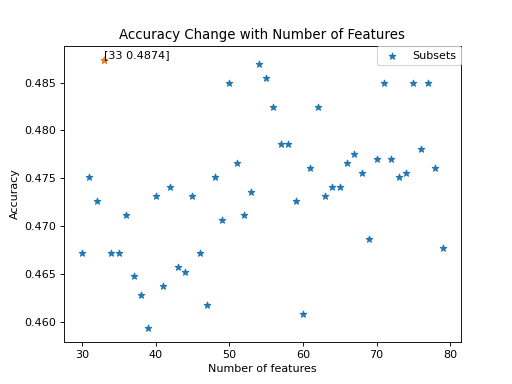 Accuracy Change with Number of Features
[33 0.4874]
Subsets
0.485
0.480
0.475
0.470
0.465
0.460
Accuracy
30 40 50 60 70 80
Number of features